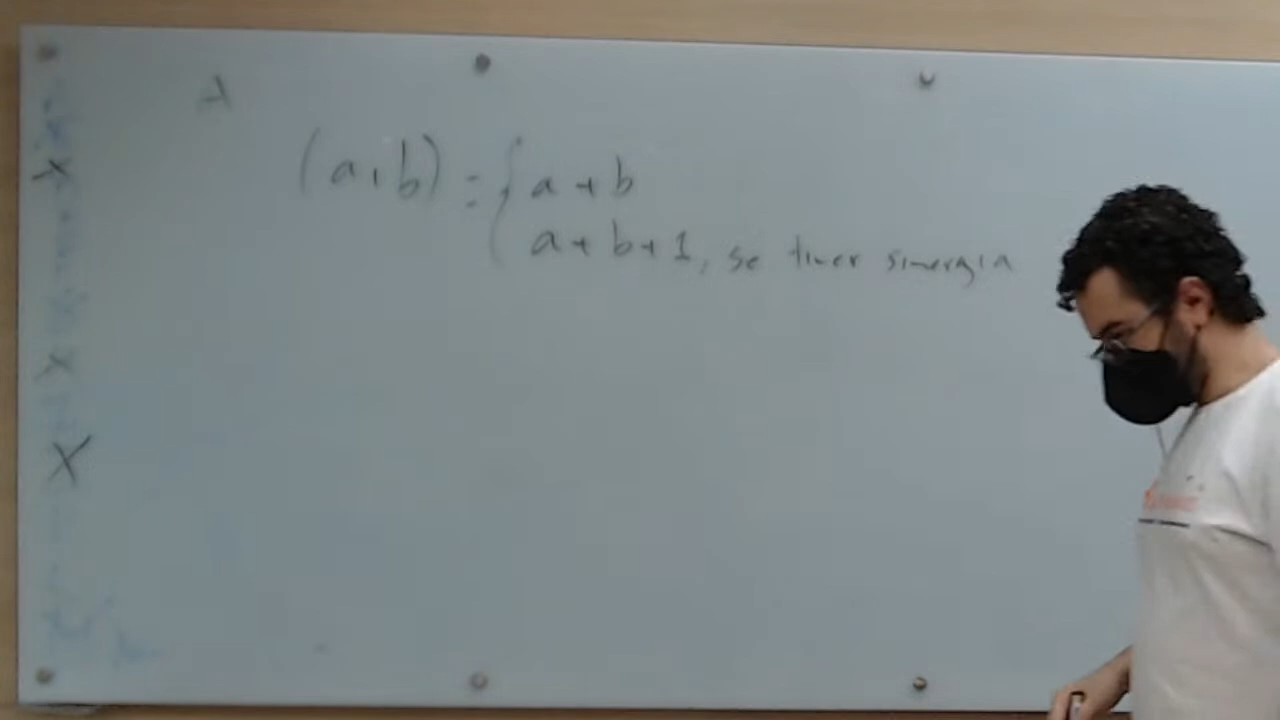 (a, b) = { a + b
a + b + 1, se tiver sinergia
X
X
X